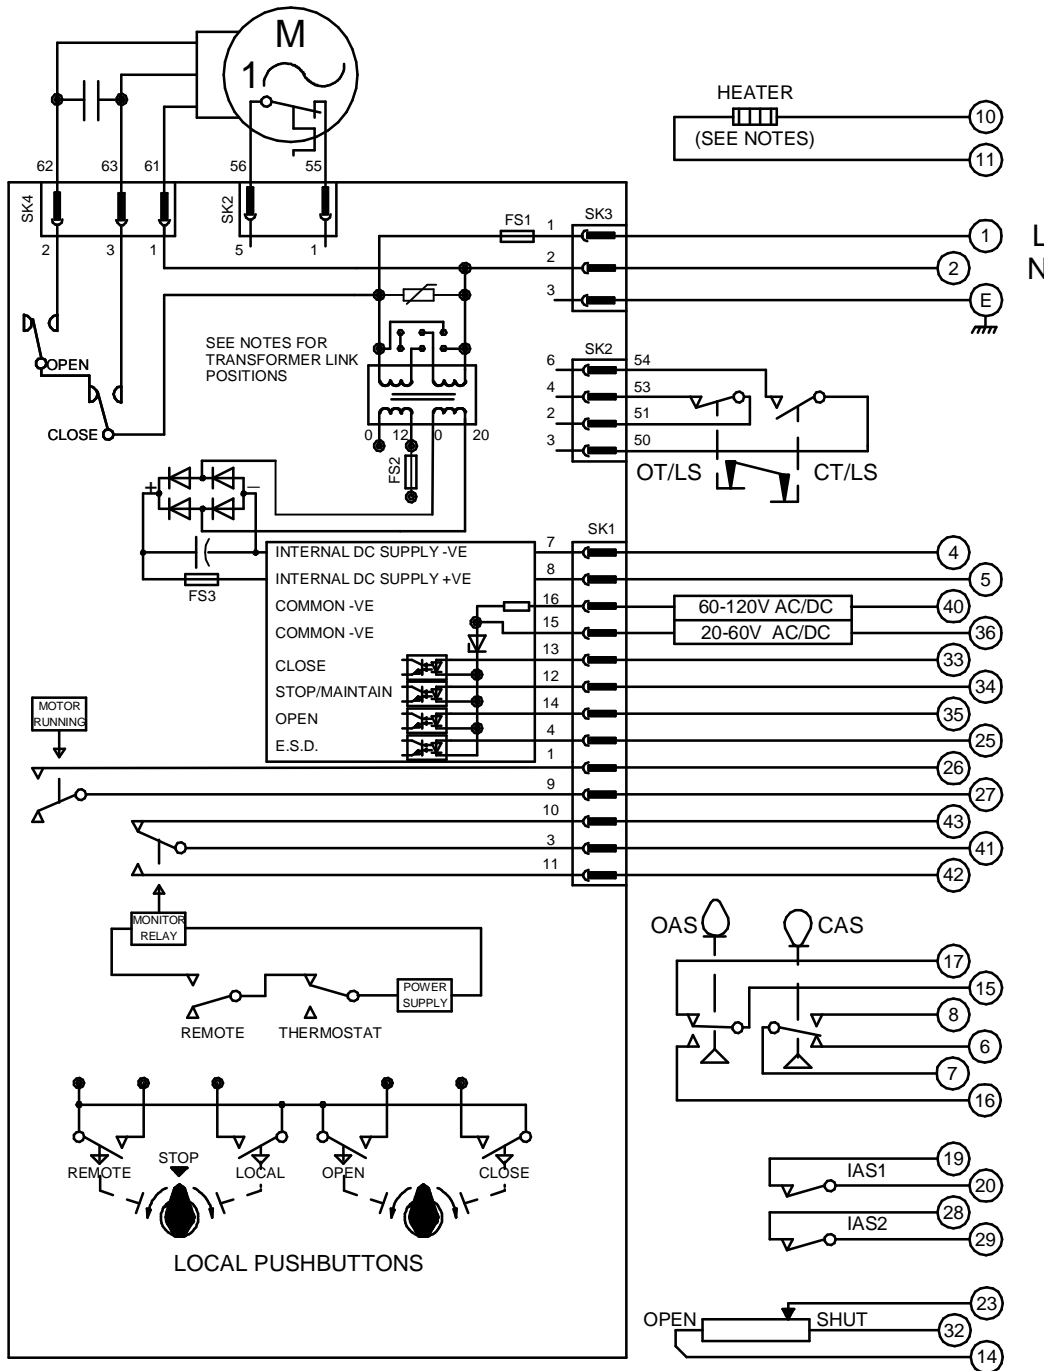 M
1
HEATER
10
(SEE NOTES)
11
62 63 61 56 55
SK4
SK2
2 3 1 5 1
FS1
SK3
1 1 L
2 2 N
3 E
SEE NOTES FOR
TRANSFORMER LINK
POSITIONS
OPEN
CLOSE
0 12 0 20
FS2
SK2
6 54
4 53
2 51
3 50
OT/LS CT/LS
+ −
FS3
SK1
INTERNAL DC SUPPLY -VE 7 4
INTERNAL DC SUPPLY +VE 8 5
COMMON -VE 16 60-120V AC/DC 40
COMMON -VE 15 20-60V AC/DC 36
CLOSE 13 33
STOP/MAINTAIN 12 34
OPEN 14 35
E.S.D. 4 25
MOTOR
RUNNING
1 26
9 27
10 43
3 41
11 42
MONITOR
RELAY
POWER
SUPPLY
REMOTE THERMOSTAT
OAS CAS
17
15
8
6
7
16
REMOTE STOP LOCAL OPEN CLOSE
LOCAL PUSHBUTTONS
19
IAS1
20
28
IAS2
29
23
OPEN SHUT
32
14